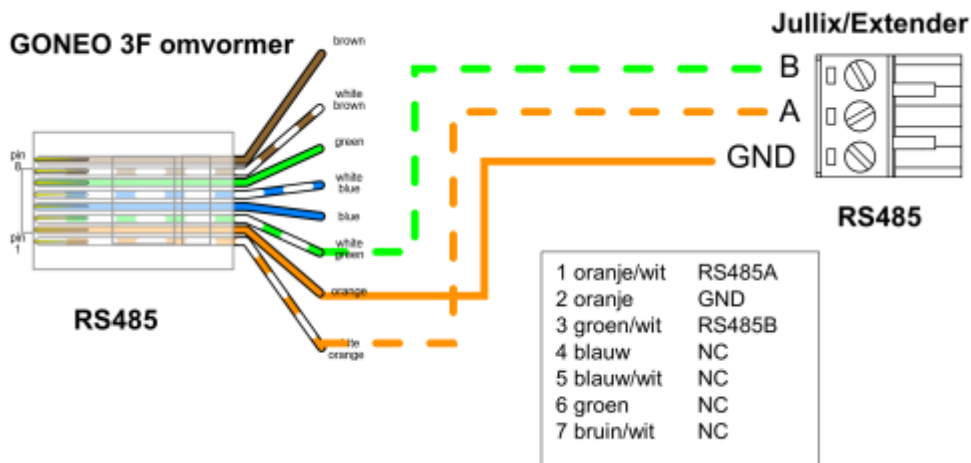 GONEO 3F omvormer
Jullix/Extender
brown
white
brown
green
white
blue
blue
white
green
orange
white
orange
pin
8
pin
1
RS485
B
A
GND
RS485
1 oranje/wit RS485A
2 oranje GND
3 groen/wit RS485B
4 blauw NC
5 blauw/wit NC
6 groen NC
7 bruin/wit NC